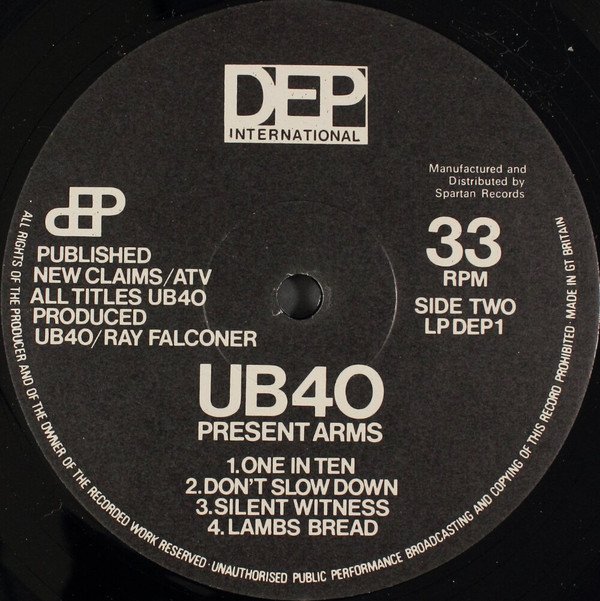 DEP
INTERNATIONAL
Manufactured and
Distributed by
Spartan Records
dEP
PUBLISHED
NEW CLAIMS/ATV
ALL TITLES UB40
PRODUCED
UB40/RAY FALCONER
33
RPM
SIDE TWO
LPDEP1
UB40
PRESENT ARMS
1.ONE IN TEN
2.DON'T SLOW DOWN
3.SILENT WITNESS
4.LAMBS BREAD
ALL RIGHTS OF THE PRODUCER AND OF THE OWNER OF THE RECORDED WORK RESERVED · UNAUTHORISED PUBLIC PERFORMANCE BROADCASTING AND COPYING OF THIS RECORD PROHIBITED · MADE IN GT BRITAIN